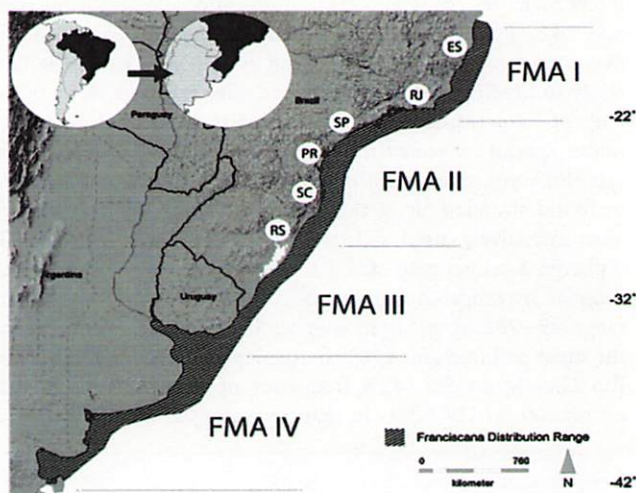 ES
FMA I
RJ
Paraguay
Brazil
SP
-22°
PR
FMA II
SC
RS
Argentina
Uruguay
-32°
FMA III
FMA IV
Franciscana Distribution Range
0 760
kilometer
N
-42°